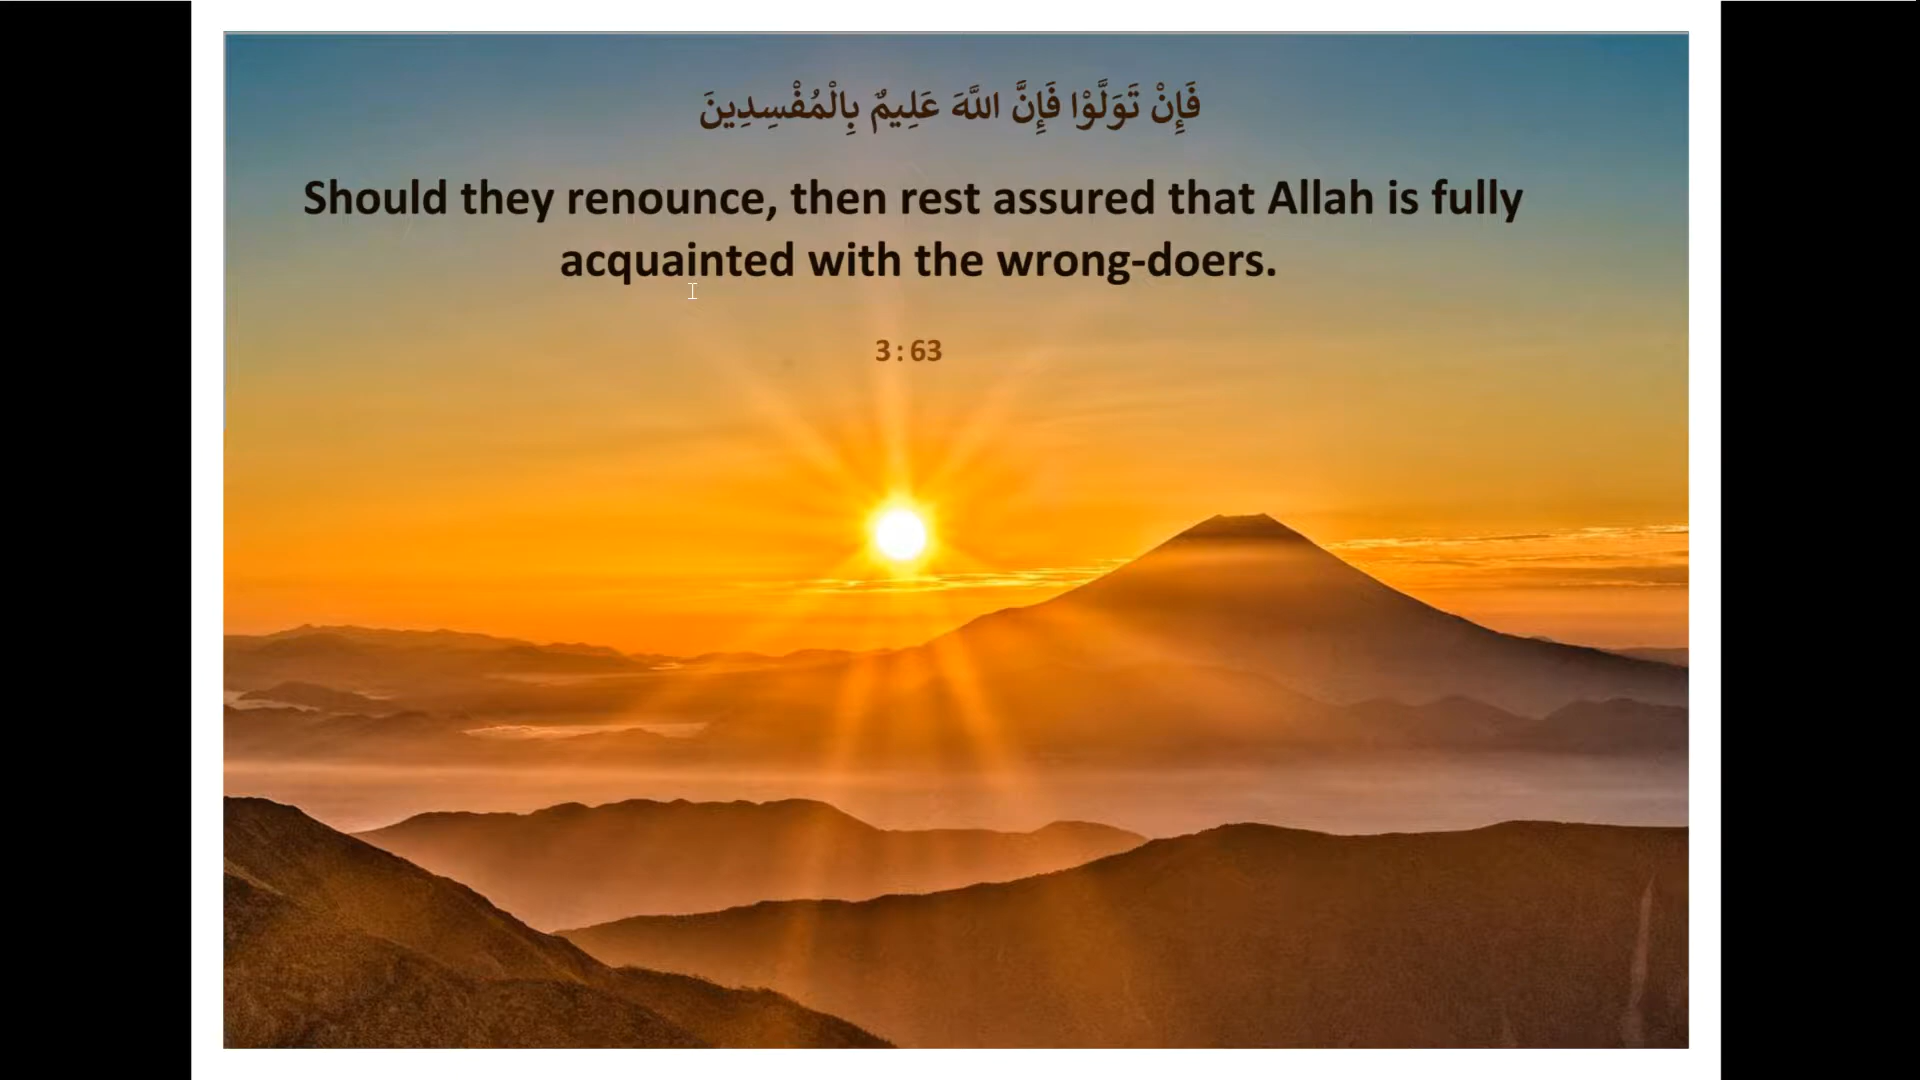 فَإِنْ تَوَلَّوْا فَإِنَّ اللَّهَ عَلِيمٌ بِالْمُفْسِدِينَ
Should they renounce, then rest assured that Allah is fully
acquainted with the wrong-doers.
3:63